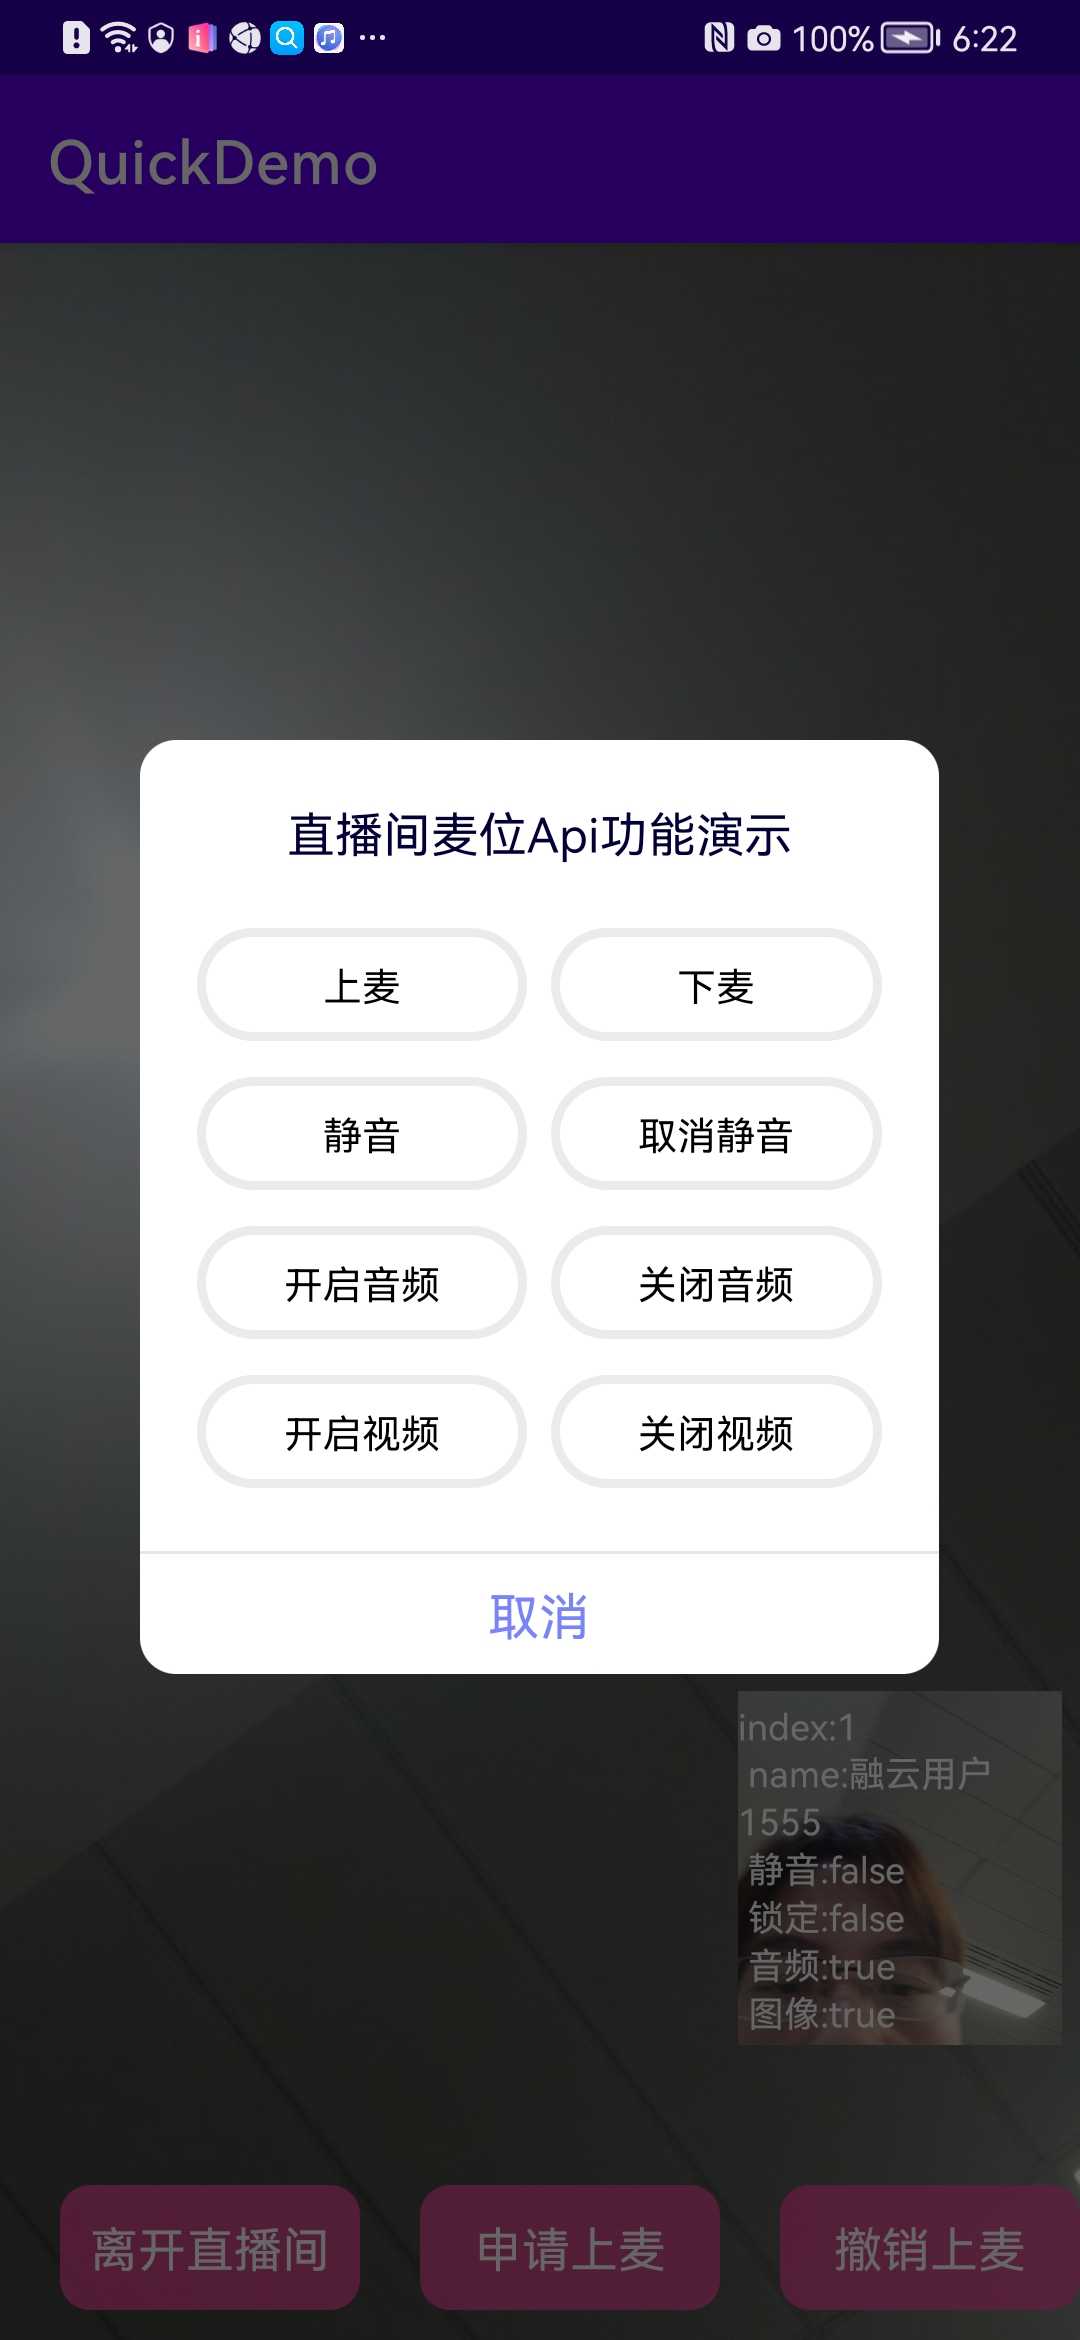 100% 6:22
QuickDemo
直播间麦位Api功能演示
上麦 下麦
静音 取消静音
开启音频 关闭音频
开启视频 关闭视频
取消
index:1
name:融云用户
1555
静音:false
锁定:false
音频:true
图像:true
离开直播间 申请上麦 撤销上麦